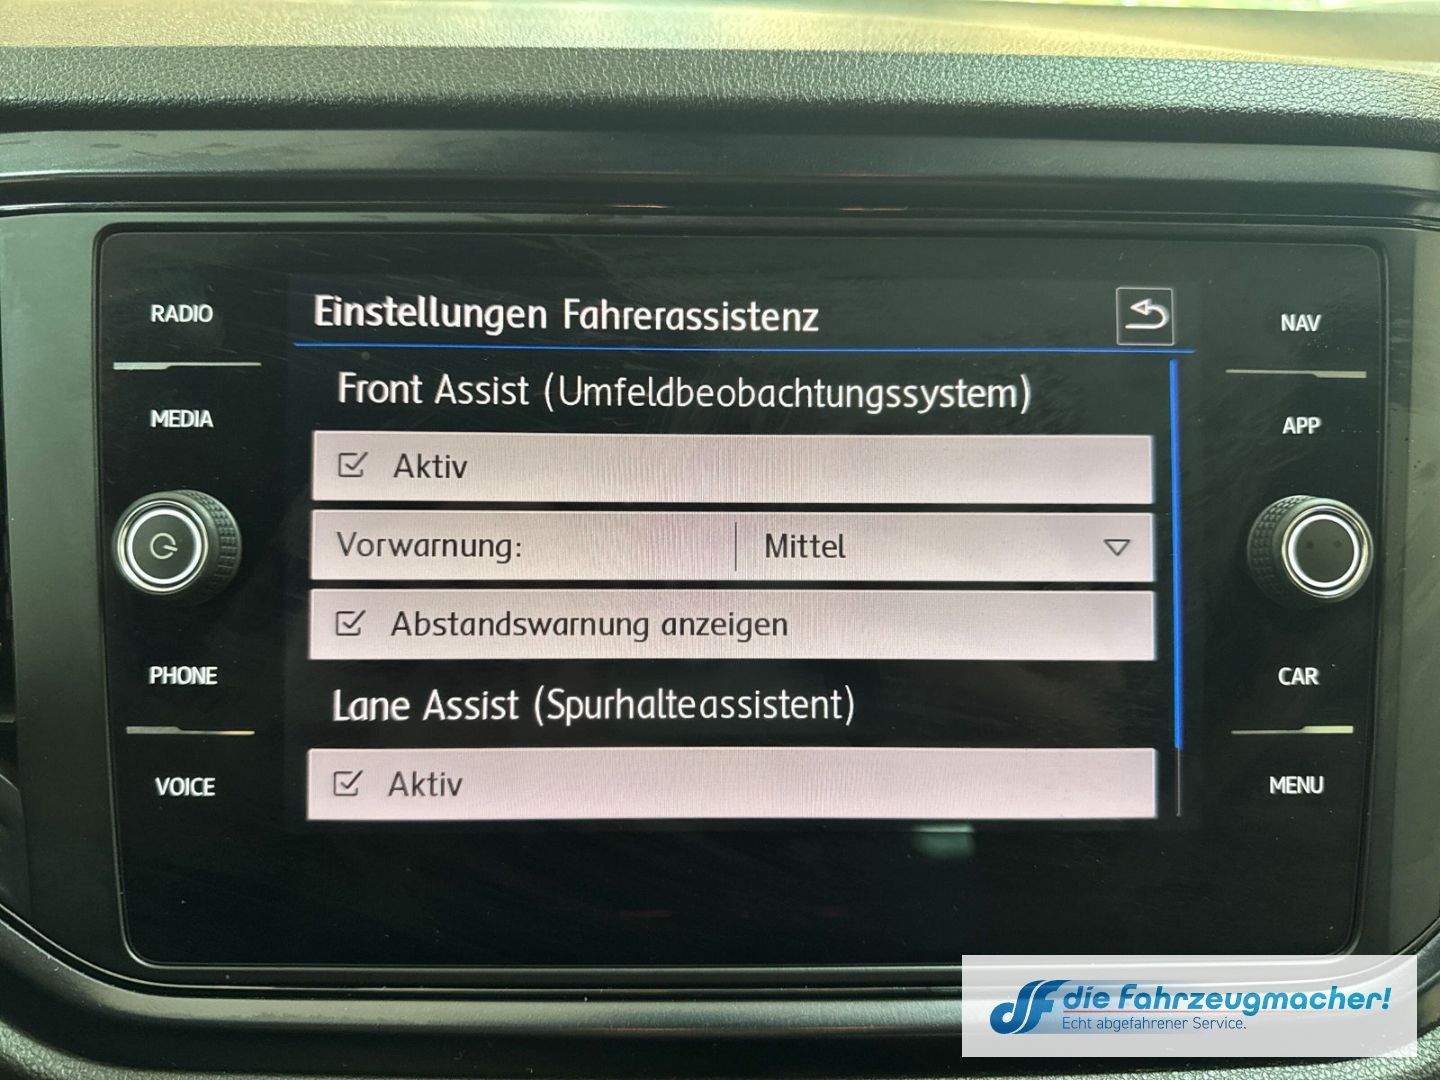 RADIO
MEDIA
PHONE
VOICE
Einstellungen Fahrerassistenz
Front Assist (Umfeldbeobachtungssystem)
Aktiv
Vorwarnung: Mittel
Abstandswarnung anzeigen
Lane Assist (Spurhalteassistent)
Aktiv
NAV
APP
CAR
MENU
die Fahrzeugmacher!
Echt abgefahrener Service.